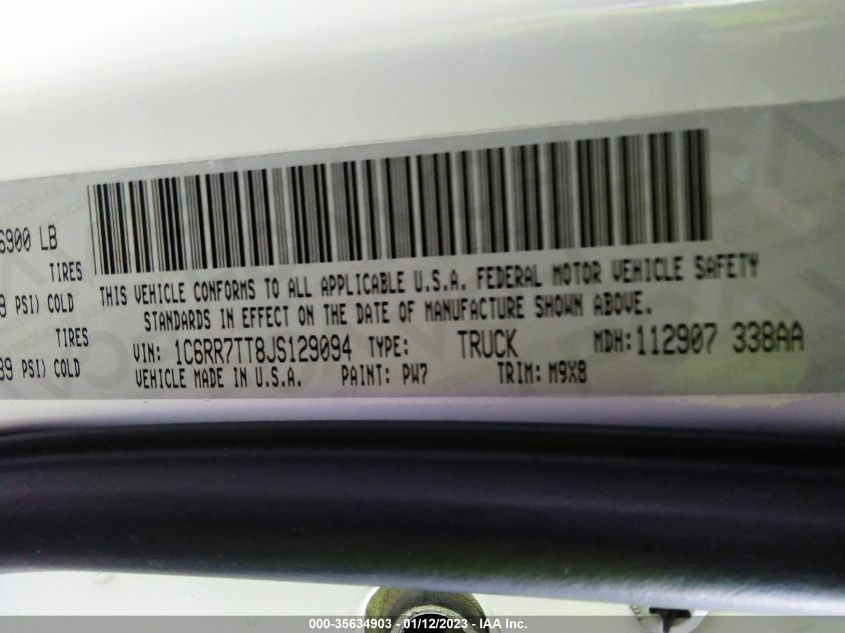 6900 LB
TIRES
9 PSI) COLD
TIRES
39 PSI) COLD
THIS VEHICLE CONFORMS TO ALL APPLICABLE U.S.A. FEDERAL MOTOR VEHICLE SAFETY
STANDARDS IN EFFECT ON THE DATE OF MANUFACTURE SHOWN ABOVE.
VIN: 1C6RR7TT8JS129094 TYPE: TRUCK MDH: 112907 338AA
VEHICLE MADE IN U.S.A. PAINT: PW7 TRIM: M9X8
000-35634903 - 01/12/2023 - IAA Inc.